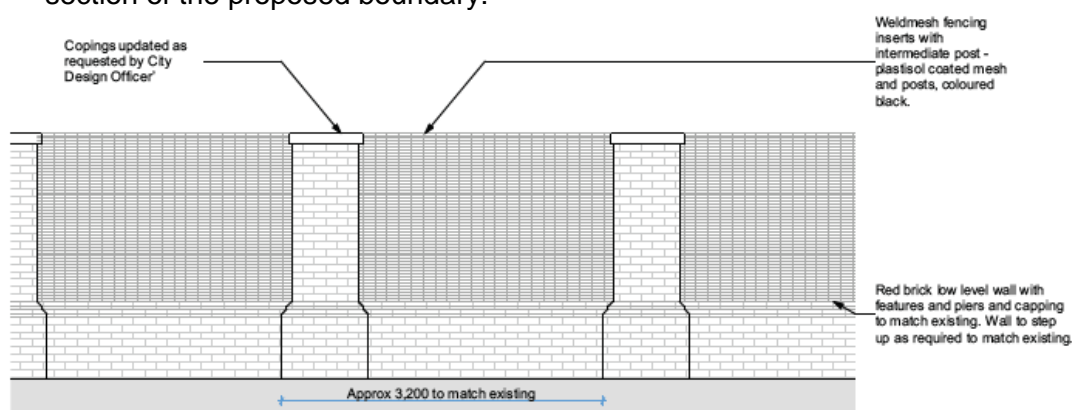 section of the proposed boundary.
Copings updated as
requested by City
Design Officer'
Weldmesh fencing
inserts with
intermediate post -
plastisol coated mesh
and posts, coloured
black.
Red brick low level wall with
features and piers and capping
to match existing. Wall to step
up as required to match existing.
Approx 3,200 to match existing